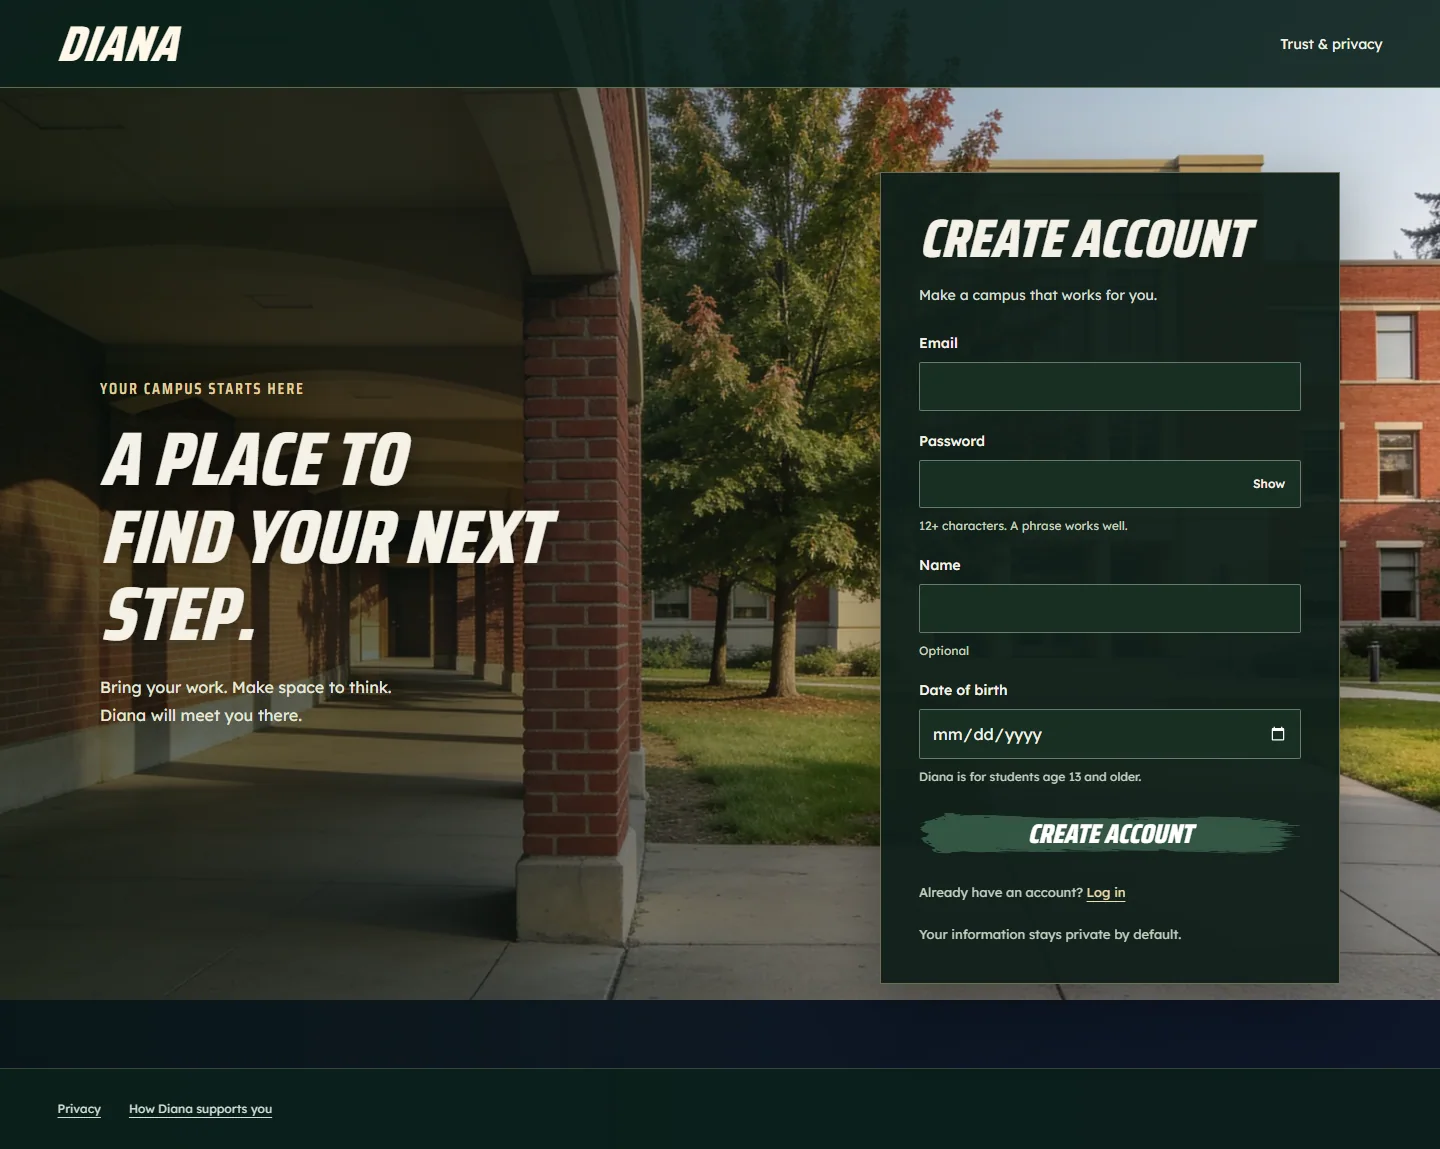 DIANA
Trust & privacy
YOUR CAMPUS STARTS HERE
A PLACE TO
FIND YOUR NEXT
STEP.
Bring your work. Make space to think.
Diana will meet you there.
CREATE ACCOUNT
Make a campus that works for you.
Email
Password
Show
12+ characters. A phrase works well.
Name
Optional
Date of birth
mm/dd/yyyy
Diana is for students age 13 and older.
CREATE ACCOUNT
Already have an account? Log in
Your information stays private by default.
Privacy
How Diana supports you